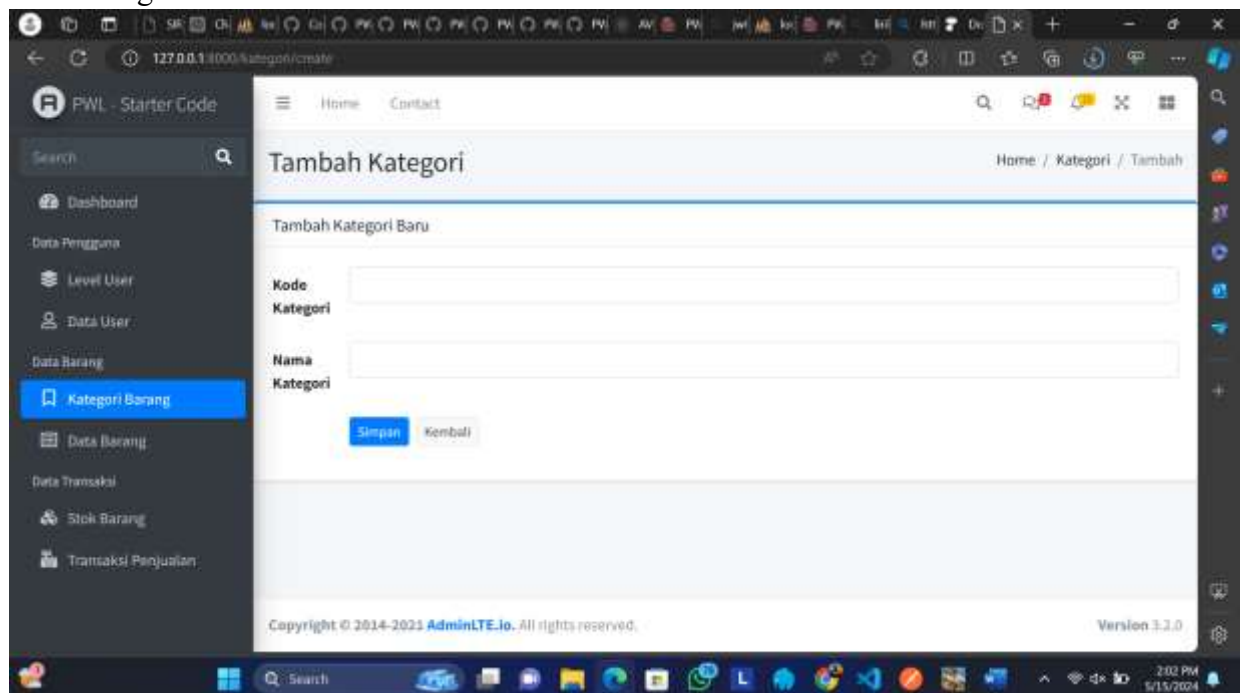 127.0.0.1:8000/kategori/create
PWL - Starter Code
Home Contact
Search
Tambah Kategori
Home / Kategori / Tambah
Dashboard
Tambah Kategori Baru
Data Pengguna
Level User
Kode
Kategori
Data User
Data Barang
Nama
Kategori
Kategori Barang
Simpan Kembali
Data Barang
Data Transaksi
Stok Barang
Transaksi Penjualan
Copyright © 2014-2021 AdminLTE.io. All rights reserved.
Version 3.2.0
Search
2:02 PM
5/15/2024